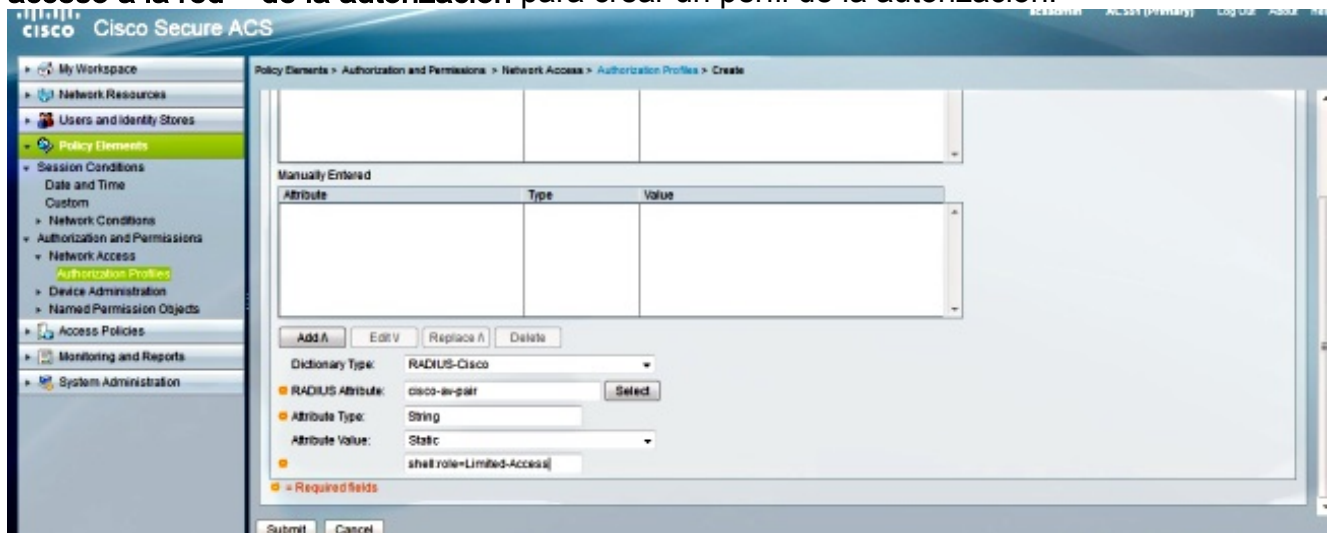 acceso a la red de la autorización para crear un perfil de la autorización.
cisco Cisco Secure ACS
acsadmin ACS51 (Primary) Log Out About Help
My Workspace
Network Resources
Users and Identity Stores
Policy Elements
Session Conditions
Date and Time
Custom
Network Conditions
Authorization and Permissions
Network Access
Authorization Profiles
Device Administration
Named Permission Objects
Access Policies
Monitoring and Reports
System Administration
Policy Elements > Authorization and Permissions > Network Access > Authorization Profiles > Create
Manually Entered
Attribute Type Value
Add Λ Edit V Replace Λ Delete
Dictionary Type: RADIUS-Cisco
RADIUS Attribute: cisco-av-pair Select
Attribute Type: String
Attribute Value: Static
shell:role=Limited-Access
= Required fields
Submit Cancel